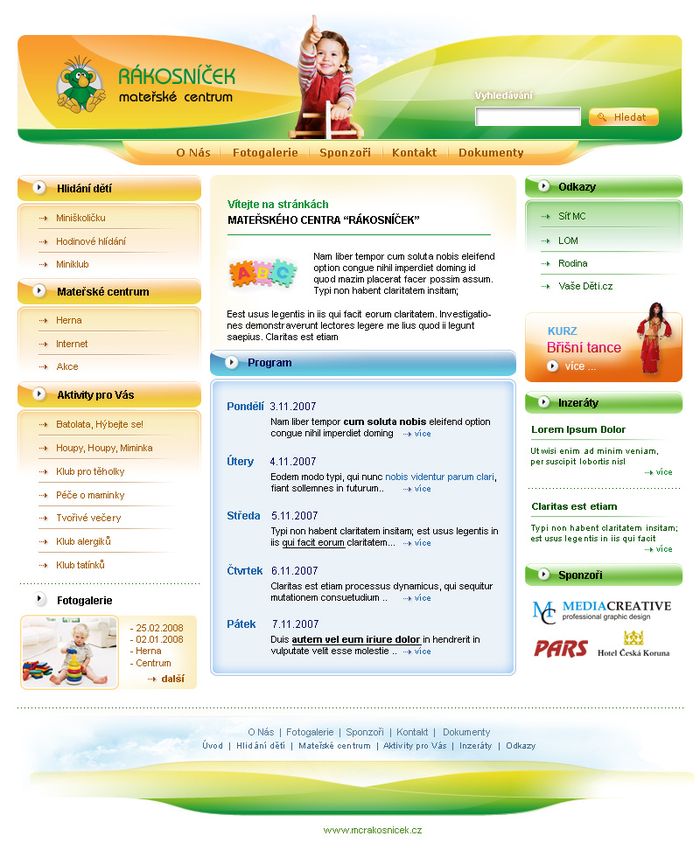 RÁKOSNÍČEK
mateřské centrum
Vyhledávání
Hledat
O Nás
Fotogalerie
Sponzoři
Kontakt
Dokumenty
Hlídání dětí
Miniškoličku
Hodinové hlídání
Miniklub
Mateřské centrum
Herna
Internet
Akce
Aktivity pro Vás
Batolata, Hýbejte se!
Houpy, Houpy, Miminka
Klub pro těholky
Péče o maminky
Tvořivé večery
Klub alergiků
Klub tatínků
Fotogalerie
- 25.02.2008
- 02.01.2008
- Herna
- Centrum
další
Vítejte na stránkách
MATEŘSKÉHO CENTRA “RÁKOSNÍČEK”
ABC
Nam liber tempor cum soluta nobis eleifend
option congue nihil imperdiet doming id
quod mazim placerat facer possim assum.
Typi non habent claritatem insitam;
Eest usus legentis in iis qui facit eorum claritatem. Investigatio-
nes demonstraverunt lectores legere me lius quod ii legunt
saepius. Claritas est etiam
Program
Pondělí 3.11.2007
Nam liber tempor cum soluta nobis eleifend option
congue nihil imperdiet doming více
Útery 4.11.2007
Eodem modo typi, qui nunc nobis videntur parum clari,
fiant sollemnes in futurum.. více
Středa 5.11.2007
Typi non habent claritatem insitam; est usus legentis in
iis qui facit eorum claritatem... více
Čtvrtek 6.11.2007
Claritas est etiam processus dynamicus, qui sequitur
mutationem consuetudium .. více
Pátek 7.11.2007
Duis autem vel eum iriure dolor in hendrerit in
vulputate velit esse molestie .. více
Odkazy
Síť MC
LOM
Rodina
Vaše Děti.cz
KURZ
Břišní tance
více ...
Inzeráty
Lorem Ipsum Dolor
Ut wisi enim ad minim veniam,
per suscipit lobortis nisl
více
Claritas est etiam
Typi non habent claritatem insitam;
est usus legentis in iis qui facit
více
Sponzoři
MC MEDIACREATIVE
professional graphic design
PARS
Hotel Česká Koruna
O Nás | Fotogalerie | Sponzoři | Kontakt | Dokumenty
Úvod | Hlídání dětí | Mateřské centrum | Aktivity pro Vás | Inzeráty | Odkazy
www.mcrakosnicek.cz